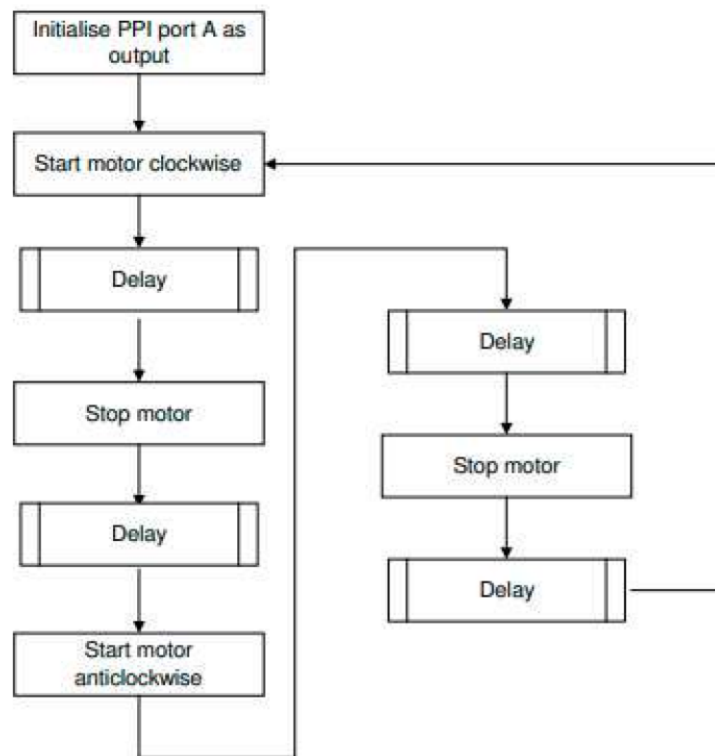 Initialise PPI port A as
output
Start motor clockwise
Delay
Stop motor
Delay
Start motor
anticlockwise
Delay
Stop motor
Delay